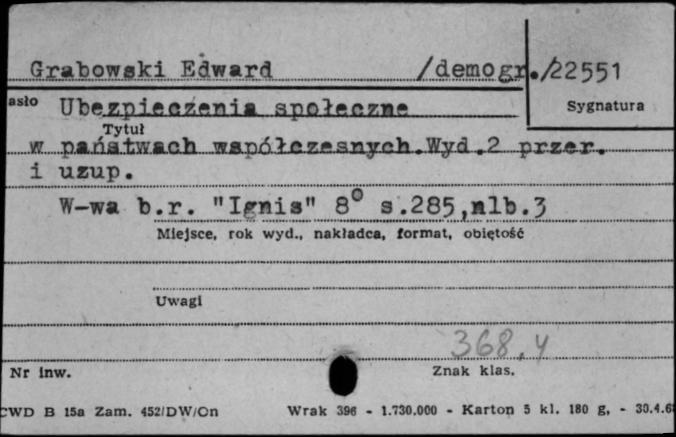 Grabowski Edward /demogr./22551
asło Ubezpieczenia społeczne Sygnatura
Tytuł
w państwach współczesnych.Wyd.2 przer.
i uzup.
W-wa b.r. "Ignis" 8° s.285,nlb.3
Miejsce, rok wyd., nakładca, format, objętość
Uwagi
368.4
Nr inw. Znak klas.
CWD B 15a Zam. 452/DW/On Wrak 396 - 1.730.000 - Karton 5 kl. 180 g, - 30.4.6